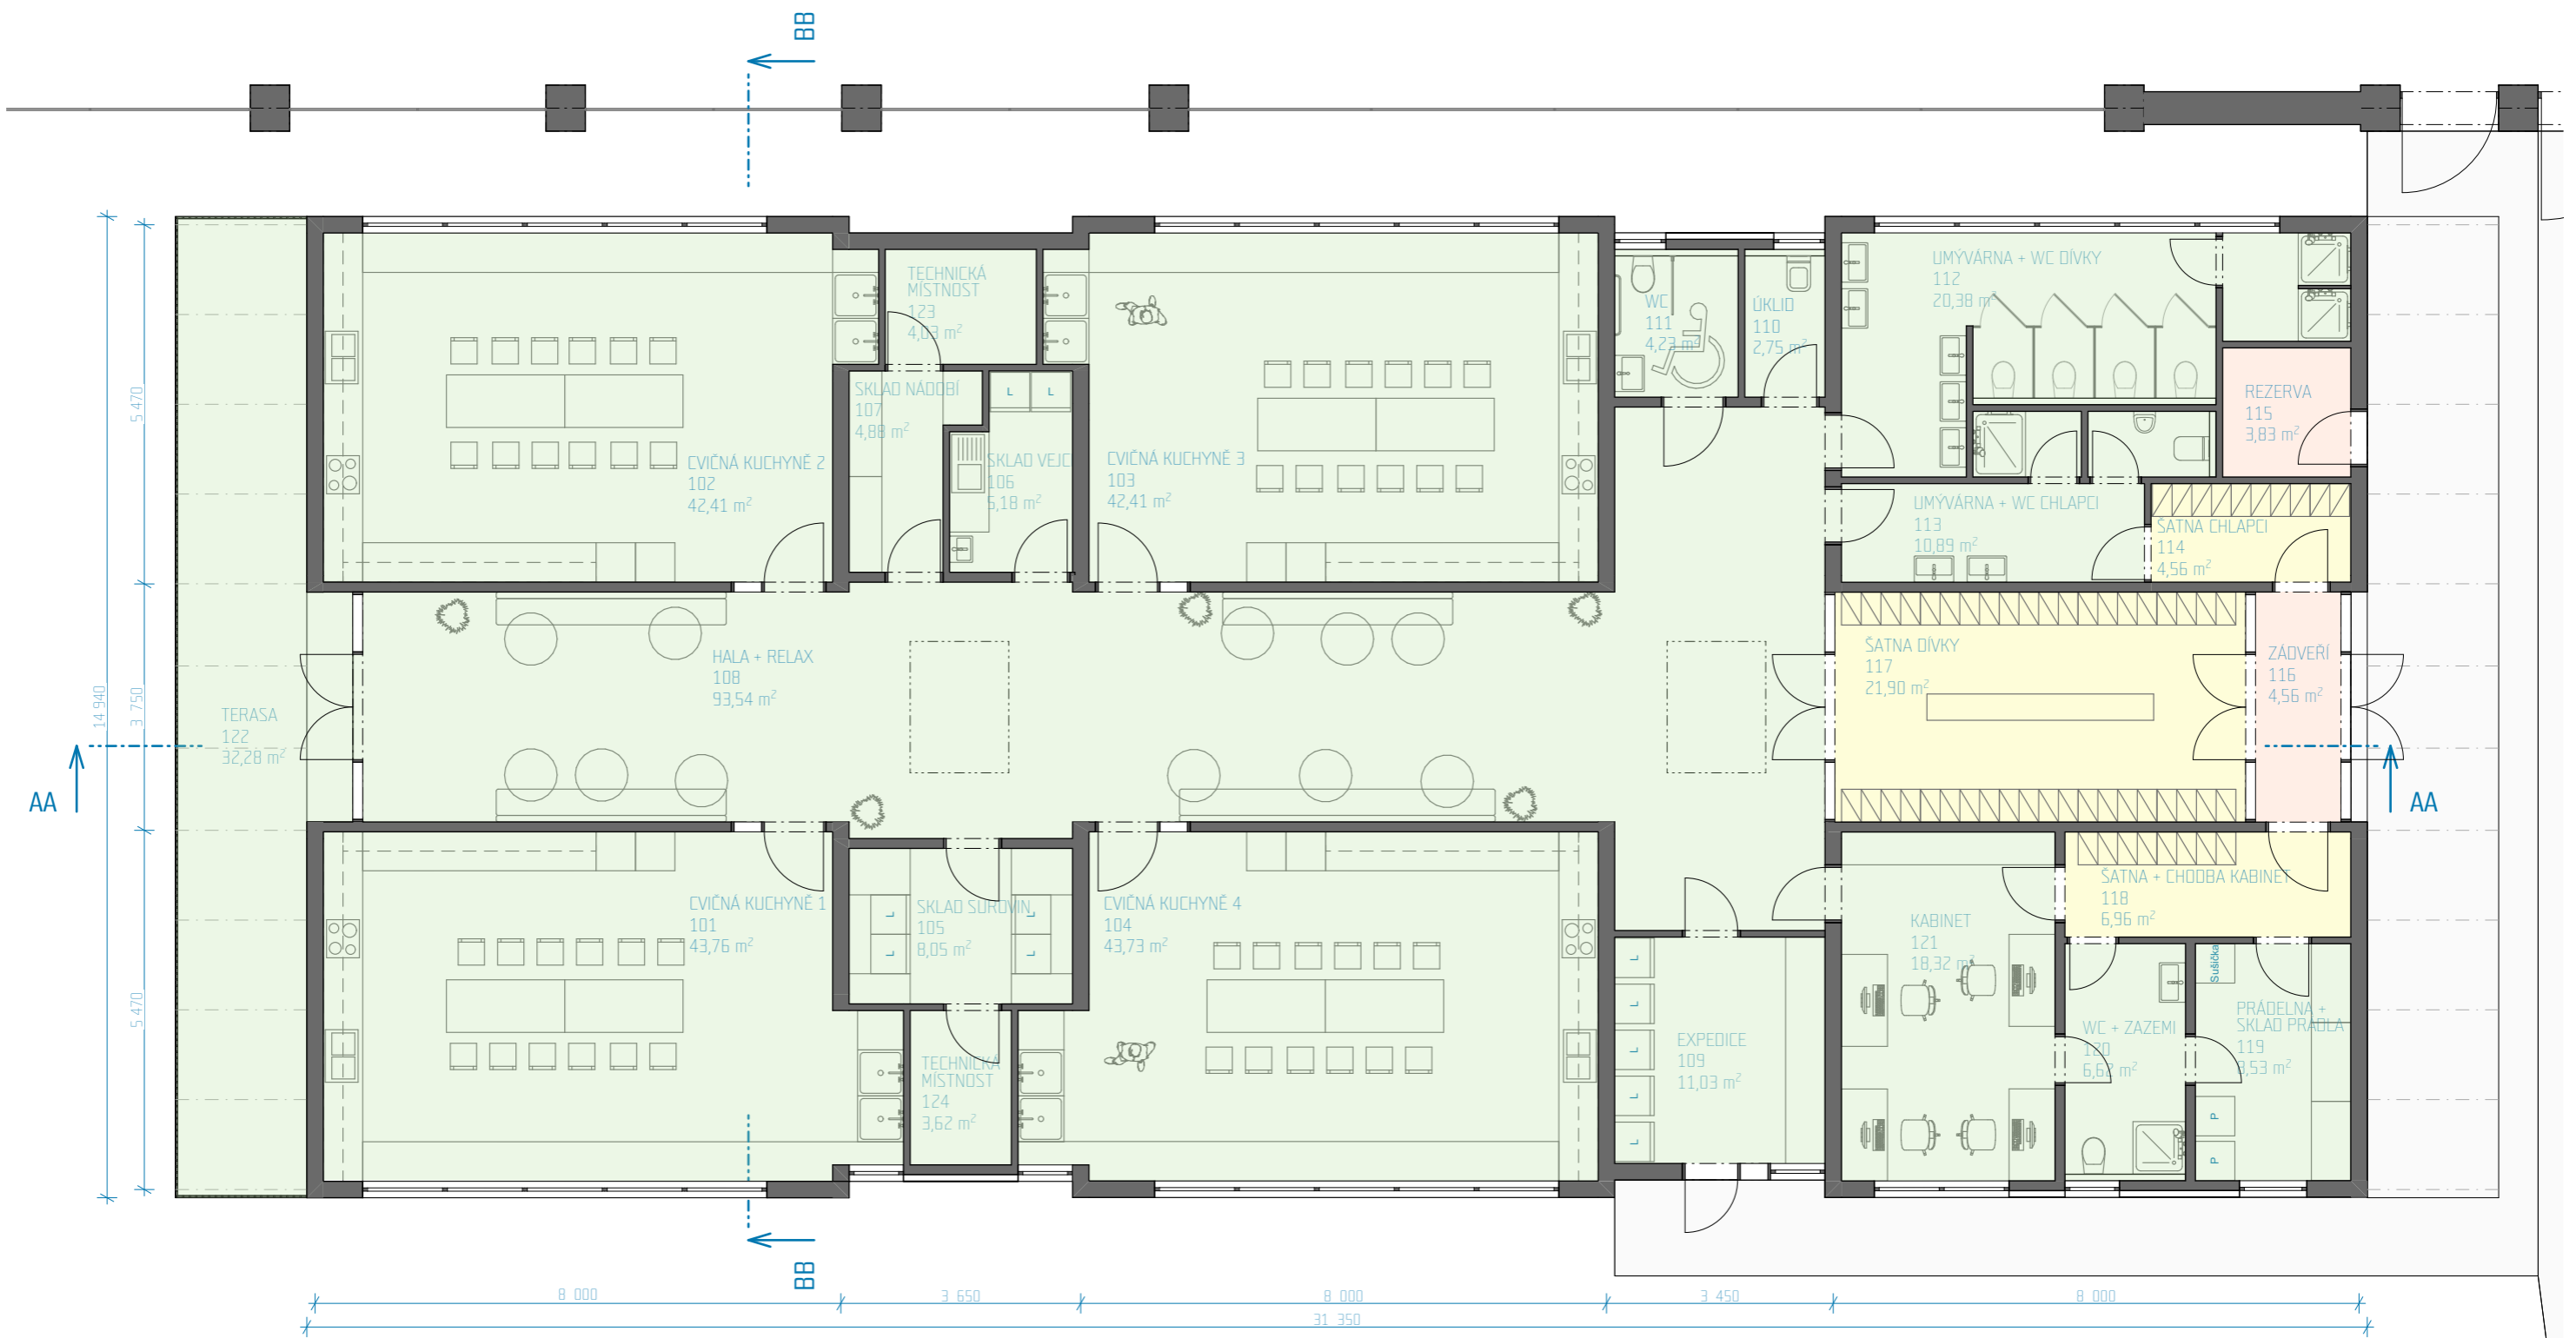 BB
TECHNICKÁ
MÍSTNOST
123
4,03 m²
UMÝVÁRNA + WC DÍVKY
112
20,38 m²
WC
111
4,23 m²
ÚKLID
110
2,75 m²
SKLAD NÁDOBÍ
107
4,88 m²
REZERVA
115
3,83 m²
L
L
CVIČNÁ KUCHYNĚ 2
102
42,41 m²
SKLAD VEJC
106
5,18 m²
CVIČNÁ KUCHYNĚ 3
103
42,41 m²
UMÝVÁRNA + WC CHLAPCI
113
10,89 m²
ŠATNA CHLAPCI
114
4,56 m²
5 470
14 940
3 750
5 470
HALA + RELAX
108
93,54 m²
ŠATNA DÍVKY
117
21,90 m²
ZÁDVEŘÍ
116
4,56 m²
TERASA
122
32,28 m²
AA
AA
CVIČNÁ KUCHYNĚ 1
101
43,76 m²
SKLAD SUROVIN
105
8,05 m²
L
L
L
L
CVIČNÁ KUCHYNĚ 4
104
43,73 m²
KABINET
121
18,32 m²
ŠATNA + CHODBA KABINET
118
6,96 m²
Sušička
TECHNICKÁ
MÍSTNOST
124
3,62 m²
L
L
L
L
L
EXPEDICE
109
11,03 m²
WC + ZAZEMI
120
6,62 m²
PRÁDELNA +
SKLAD PRÁDLA
119
8,53 m²
P
P
BB
8 000
3 650
8 000
3 450
8 000
31 350